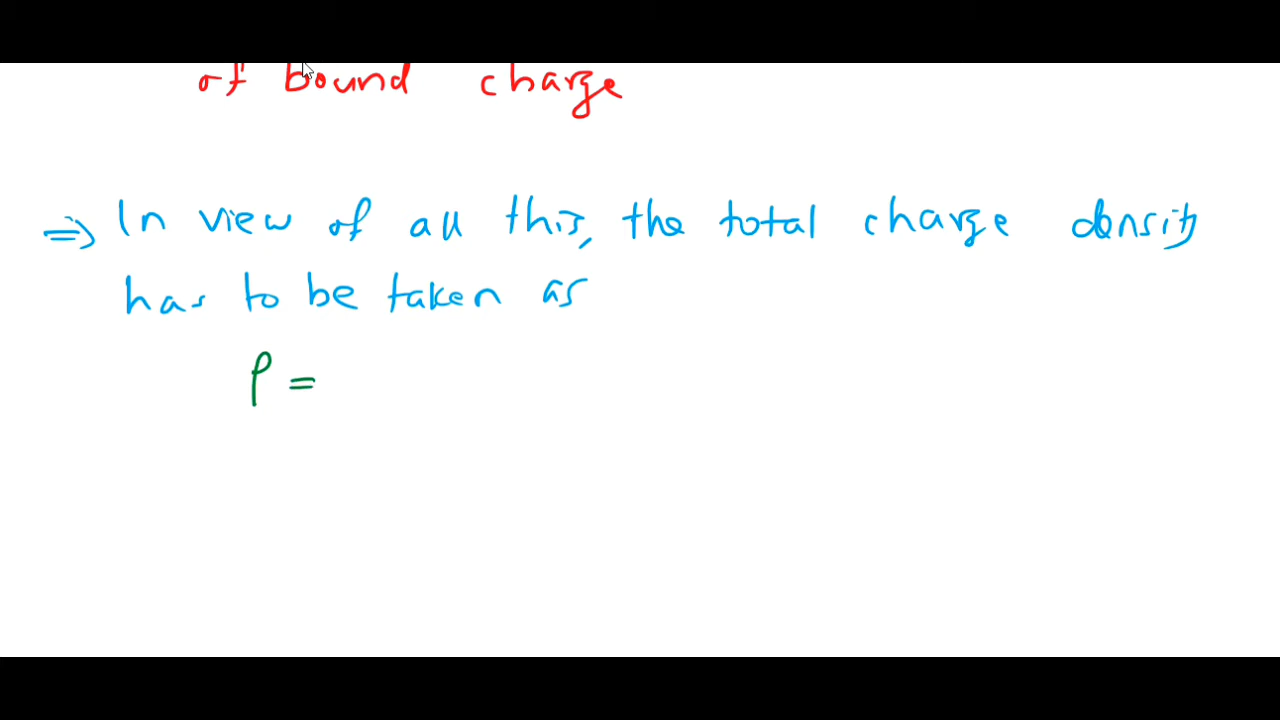 of bound charge
⇒ In view of all this, the total charge density
has to be taken as
ρ =